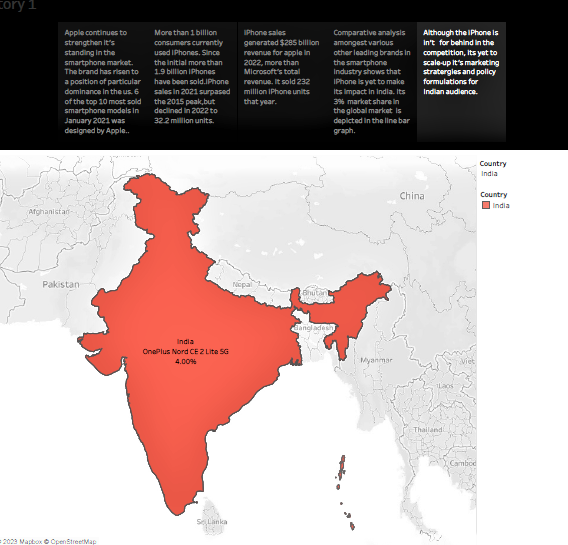 tory 1
Apple continues to
strengthen it's
standing in the
smartphone market.
The brand has risen to
a position of particular
dominance in the us. 6
of the top 10 most sold
smartphone models in
January 2021 was
designed by Apple..
More than 1 billion
consumers currently
used iPhones. Since
the initial more than
1.9 billion iPhones
have been sold.iPhone
sales in 2021 surpased
the 2015 peak,but
declined in 2022 to
32.2 million units.
iPhone sales
generated $285 billion
revenue for apple in
2022, more than
Microsoft's total
revenue. it sold 232
million iPhone units
that year.
Comparative analysis
amongest various
other leading brands in
the smartphone
industry shows that
iPhone is yet to make
its impact in india. Its
3% market share in
the global market is
depicted in the line bar
graph.
Although the iPhone is
in't for behind in the
competition, its yet to
scale-up it's marketing
stratergies and policy
formulations for
Indian audience.
Country
India
Country
India
China
Afghanistan
Pakistan
Nepal
Bhutan
Bangladesh
India
OnePlus Nord CE 2 Lite 5G
4.00%
Myanmar
Viet
Laos
Thailand
Cambod
Sri Lanka
2023 Mapbox © OpenStreetMap